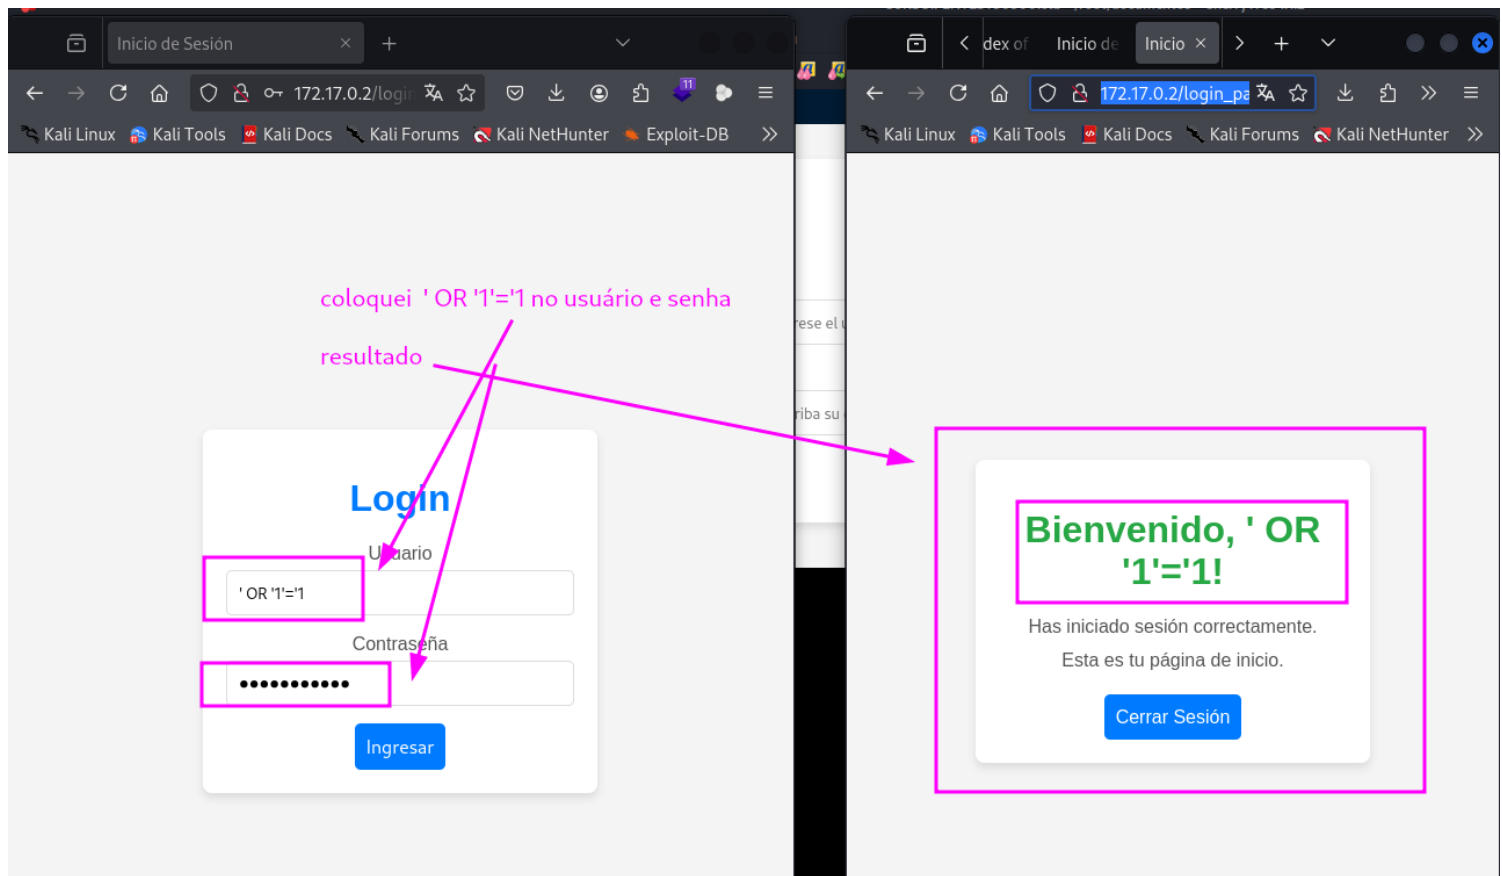 Inicio de Sesión
dex of
Inicio de
Inicio
11
172.17.0.2/login
172.17.0.2/login_pa
Kali Linux Kali Tools Kali Docs Kali Forums Kali NetHunter Exploit-DB
Kali Linux Kali Tools Kali Docs Kali Forums Kali NetHunter
coloquei ' OR '1'='1 no usuário e senha
resultado
rese el u
riba su
Login
Usuario
' OR '1'='1
Contraseña
Ingresar
Bienvenido, ' OR
'1'='1!
Has iniciado sesión correctamente.
Esta es tu página de inicio.
Cerrar Sesión